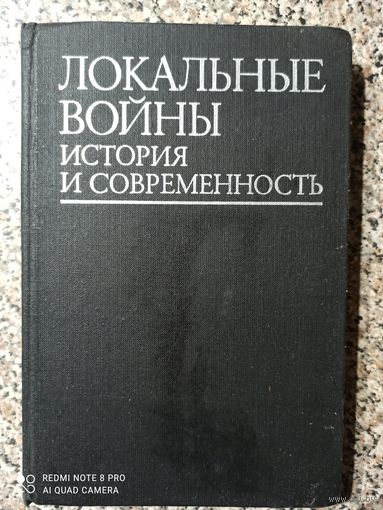 ЛОКАЛЬНЫЕ
ВОЙНЫ
ИСТОРИЯ
И СОВРЕМЕННОСТЬ
REDMI NOTE 8 PRO
AI QUAD CAMERA